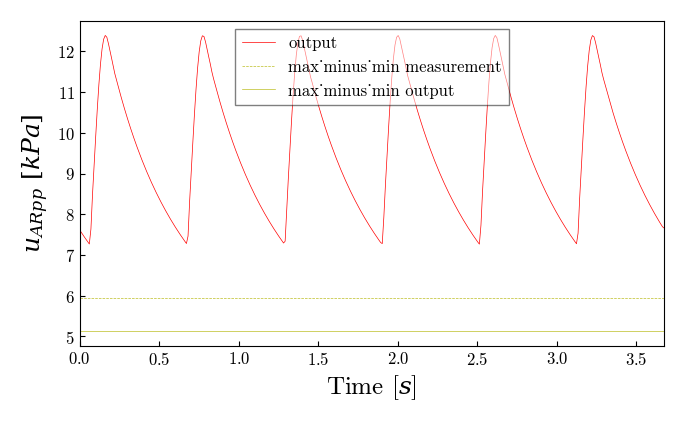 output
max˙minus˙min measurement
max˙minus˙min output
12
11
10
9
8
7
6
5
u_{ARpp} [kPa]
0.0 0.5 1.0 1.5 2.0 2.5 3.0 3.5
Time [s]